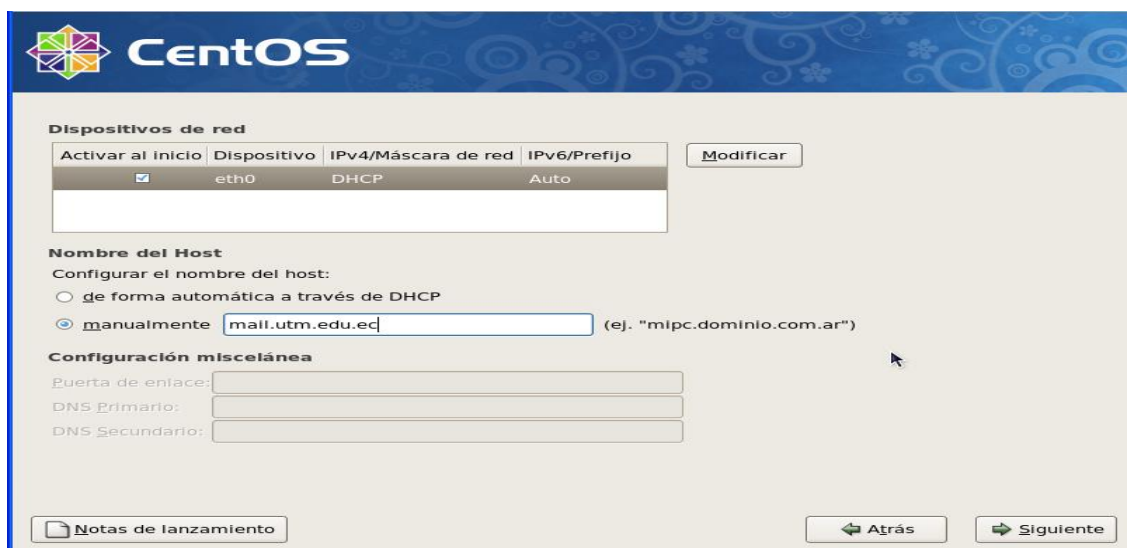 CentOS
Dispositivos de red
Activar al inicio Dispositivo IPv4/Máscara de red IPv6/Prefijo
Modificar
eth0 DHCP Auto
Nombre del Host
Configurar el nombre del host:
de forma automática a través de DHCP
manualmente mail.utm.edu.ec (ej. "mipc.dominio.com.ar")
Configuración miscelánea
Puerta de enlace:
DNS Primario:
DNS Secundario:
Notas de lanzamiento Atrás Siguiente